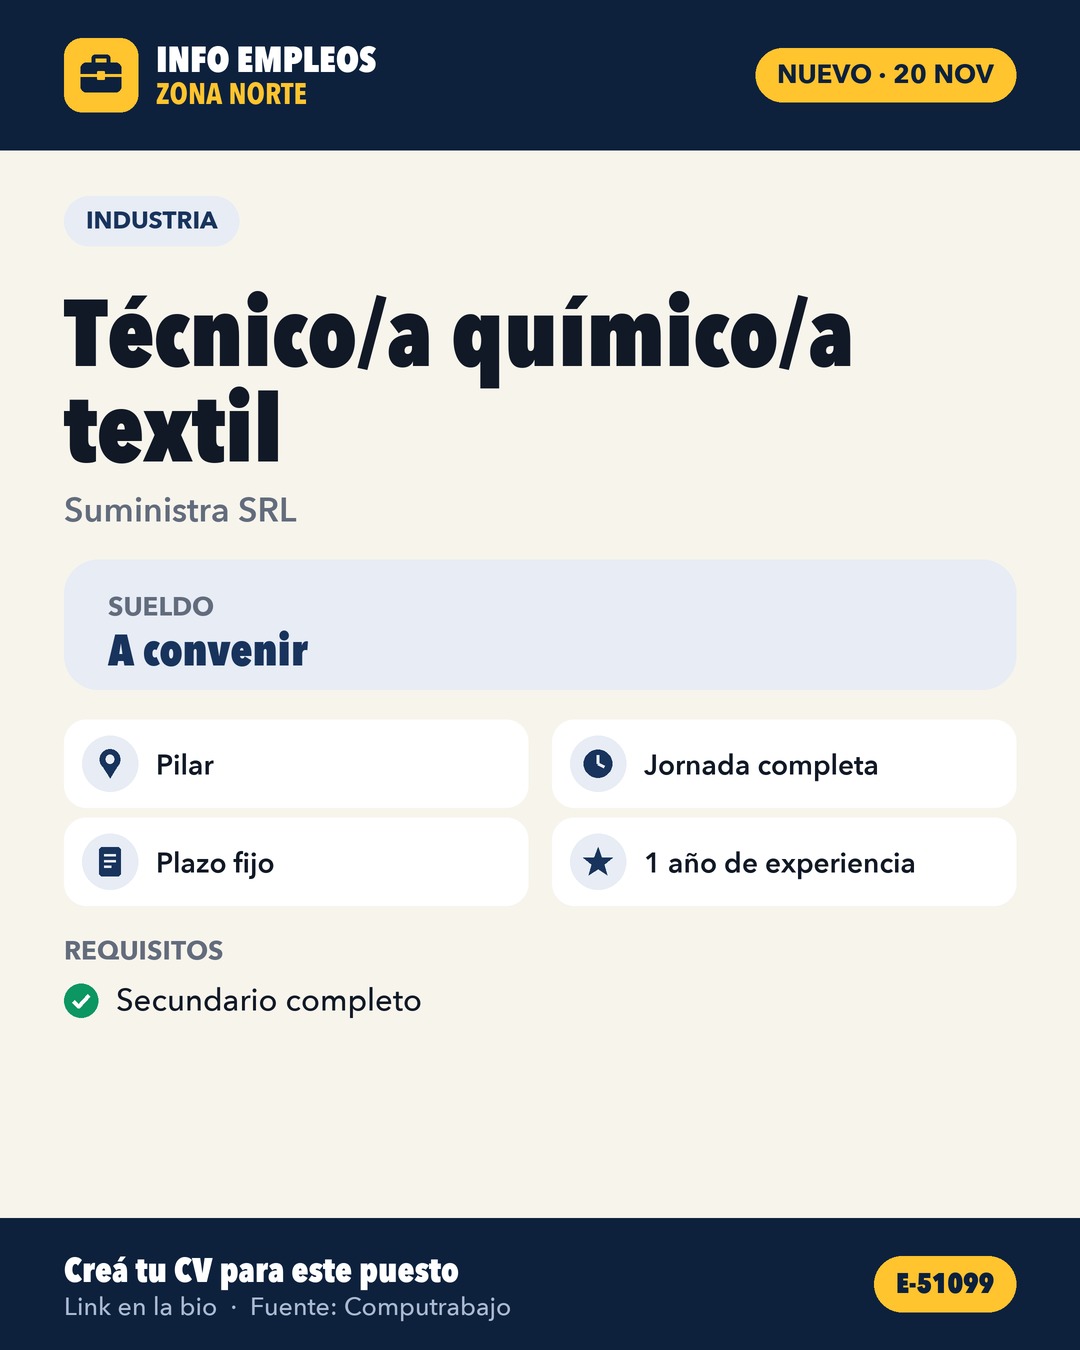 INFO EMPLEOS
ZONA NORTE
NUEVO · 20 NOV
INDUSTRIA
Técnico/a químico/a
textil
Suministra SRL
SUELDO
A convenir
Pilar
Jornada completa
Plazo fijo
1 año de experiencia
REQUISITOS
Secundario completo
Creá tu CV para este puesto
Link en la bio · Fuente: Computrabajo
E-51099